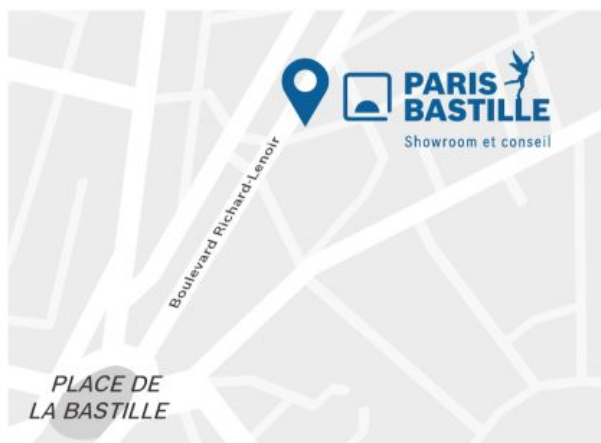 PARIS
BASTILLE
Showroom et conseil
Boulevard Richard-Lenoir
PLACE DE
LA BASTILLE